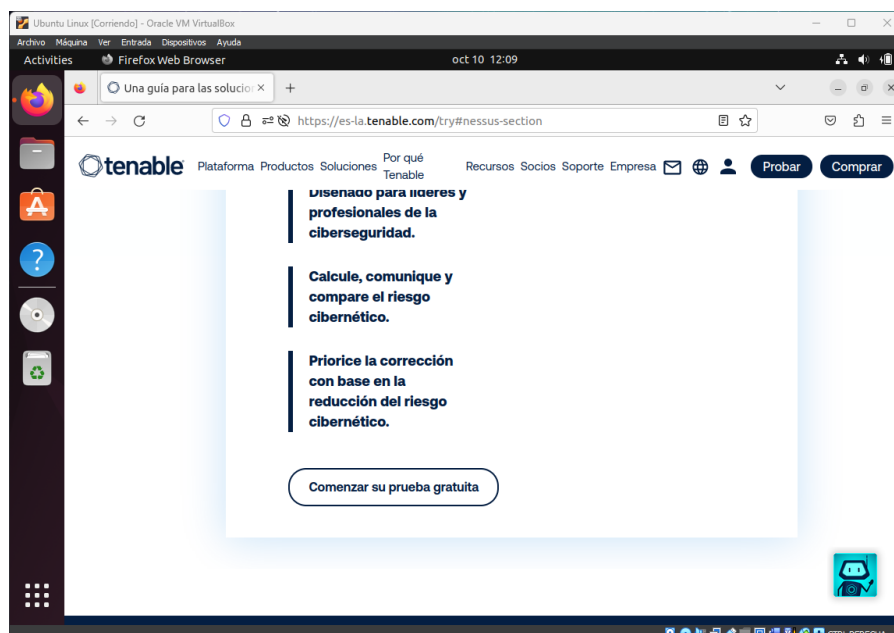 Ubuntu Linux [Corriendo] - Oracle VM VirtualBox
Archivo Máquina Ver Entrada Dispositivos Ayuda
Activities Firefox Web Browser oct 10 12:09
Una guía para las solucion
https://es-la.tenable.com/try#nessus-section
tenable Plataforma Productos Soluciones Por qué Tenable Recursos Socios Soporte Empresa Probar Comprar
Diseñado para líderes y
profesionales de la
ciberseguridad.
Calcule, comunique y
compare el riesgo
cibernético.
Priorice la corrección
con base en la
reducción del riesgo
cibernético.
Comenzar su prueba gratuita
CTRL DERECHA